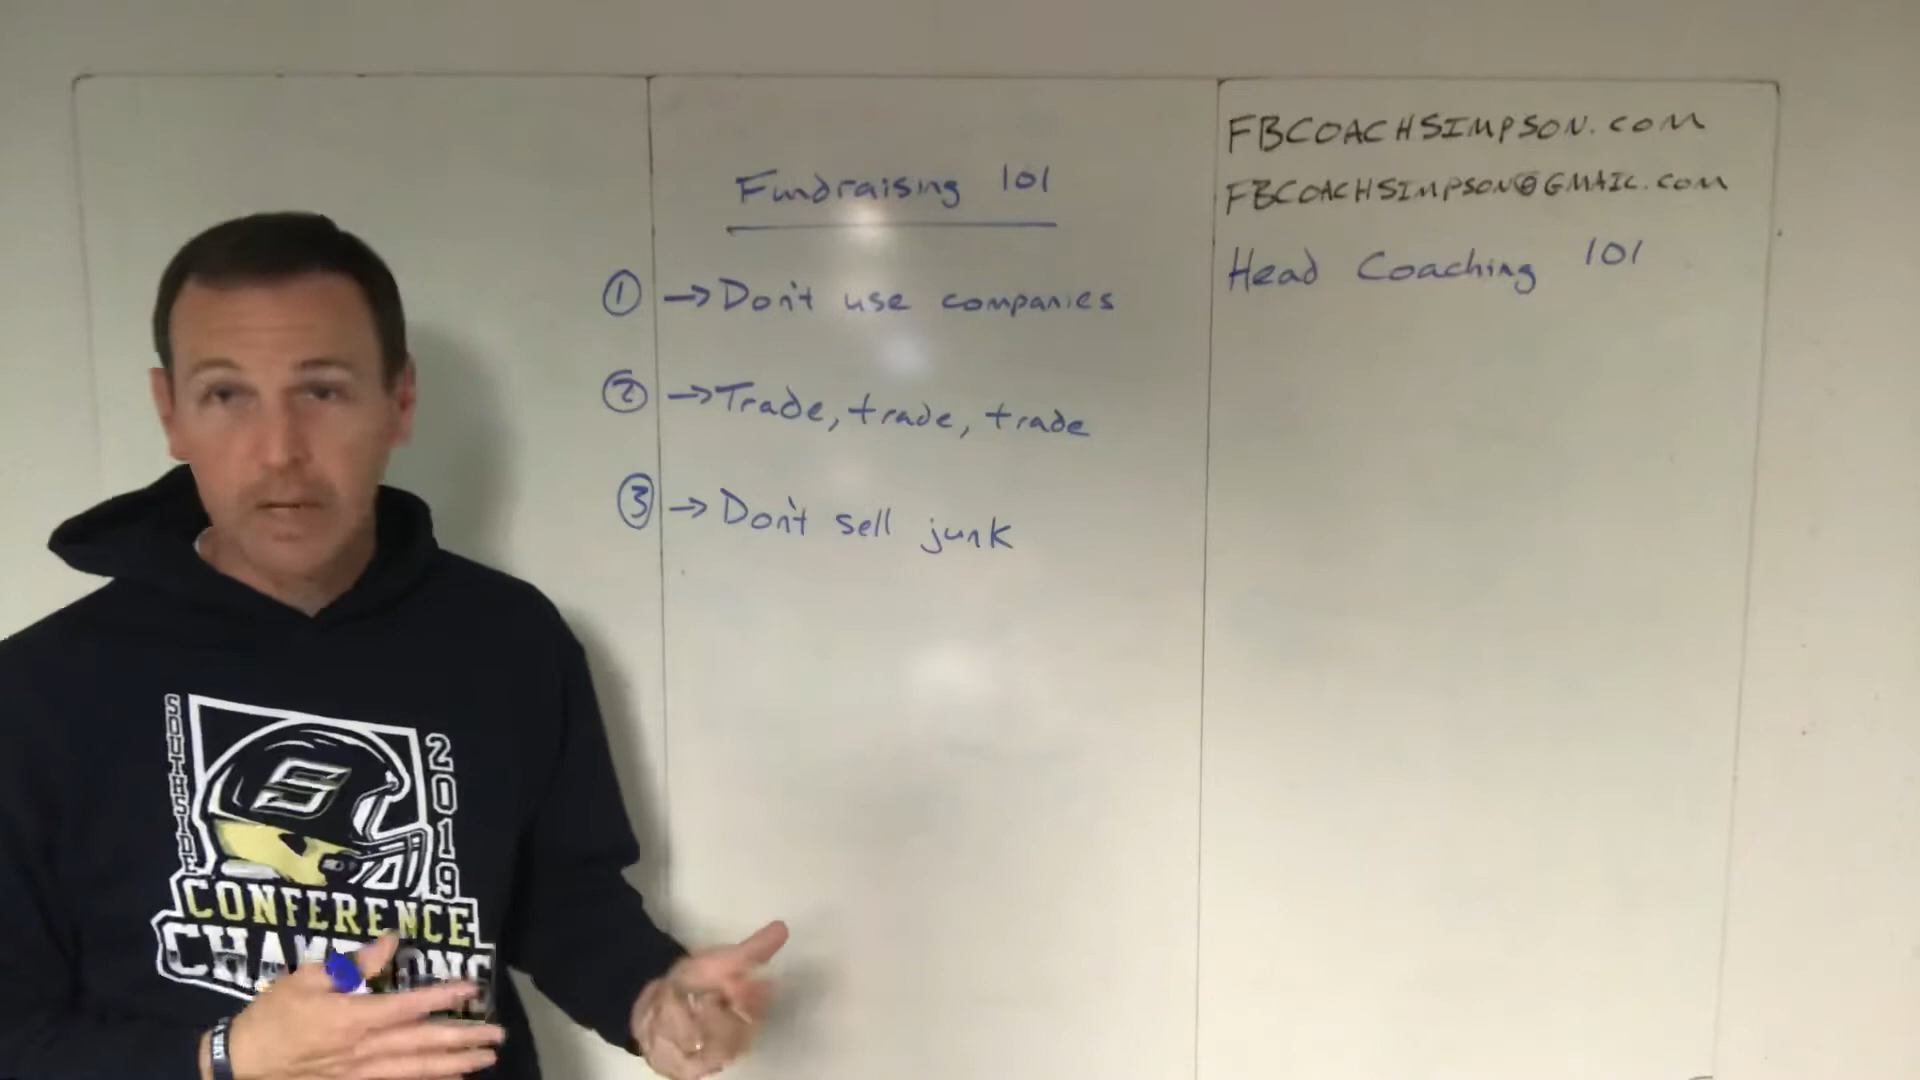 Fundraising 101
① → Don't use companies
② → Trade, trade, trade
③ → Don't sell junk
FBCOACHSIMPSON.COM
FBCOACHSIMPSON@GMAIL.COM
Head Coaching 101
SOUTHSIDE
2019
S
CONFERENCE